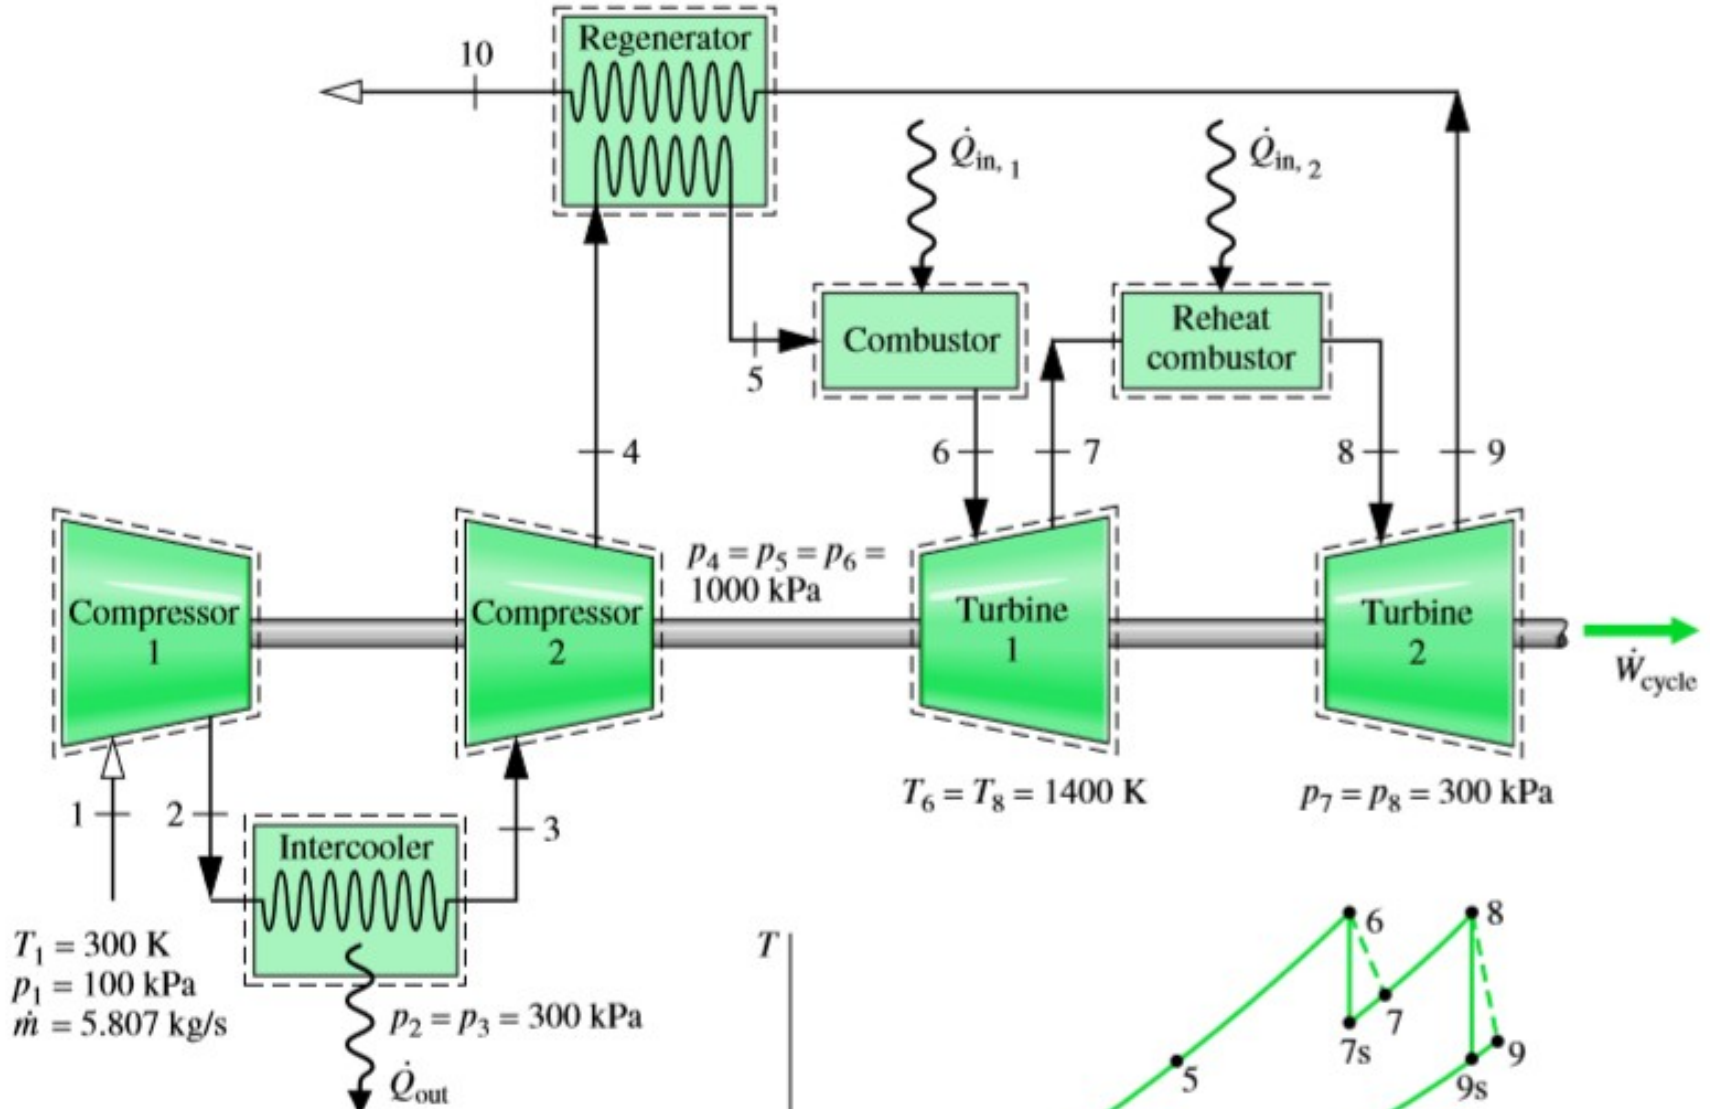 Regenerator
10
Q̇in, 1
Q̇in, 2
Combustor
Reheat
combustor
5
4
6
7
8
9
p4 = p5 = p6 =
1000 kPa
Compressor
1
Compressor
2
Turbine
1
Turbine
2
Ẇcycle
T6 = T8 = 1400 K
p7 = p8 = 300 kPa
1
2
3
Intercooler
T1 = 300 K
p1 = 100 kPa
ṁ = 5.807 kg/s
p2 = p3 = 300 kPa
Q̇out
T
6
8
7
7s
5
9
9s